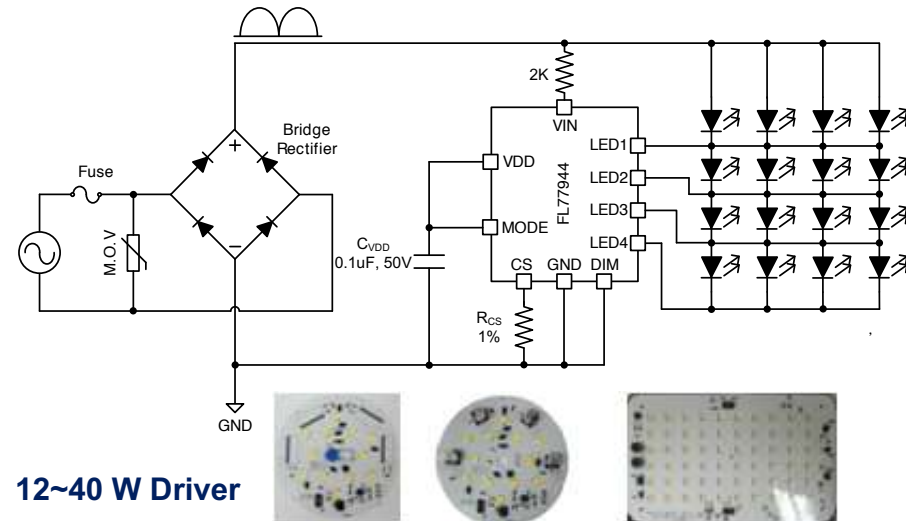 2K
VIN
Bridge
Rectifier
Fuse
M.O.V
VDD
MODE
FL77944
LED1
LED2
LED3
LED4
CS
GND
DIM
CVDD
0.1uF, 50V
RCS
1%
GND
12~40 W Driver